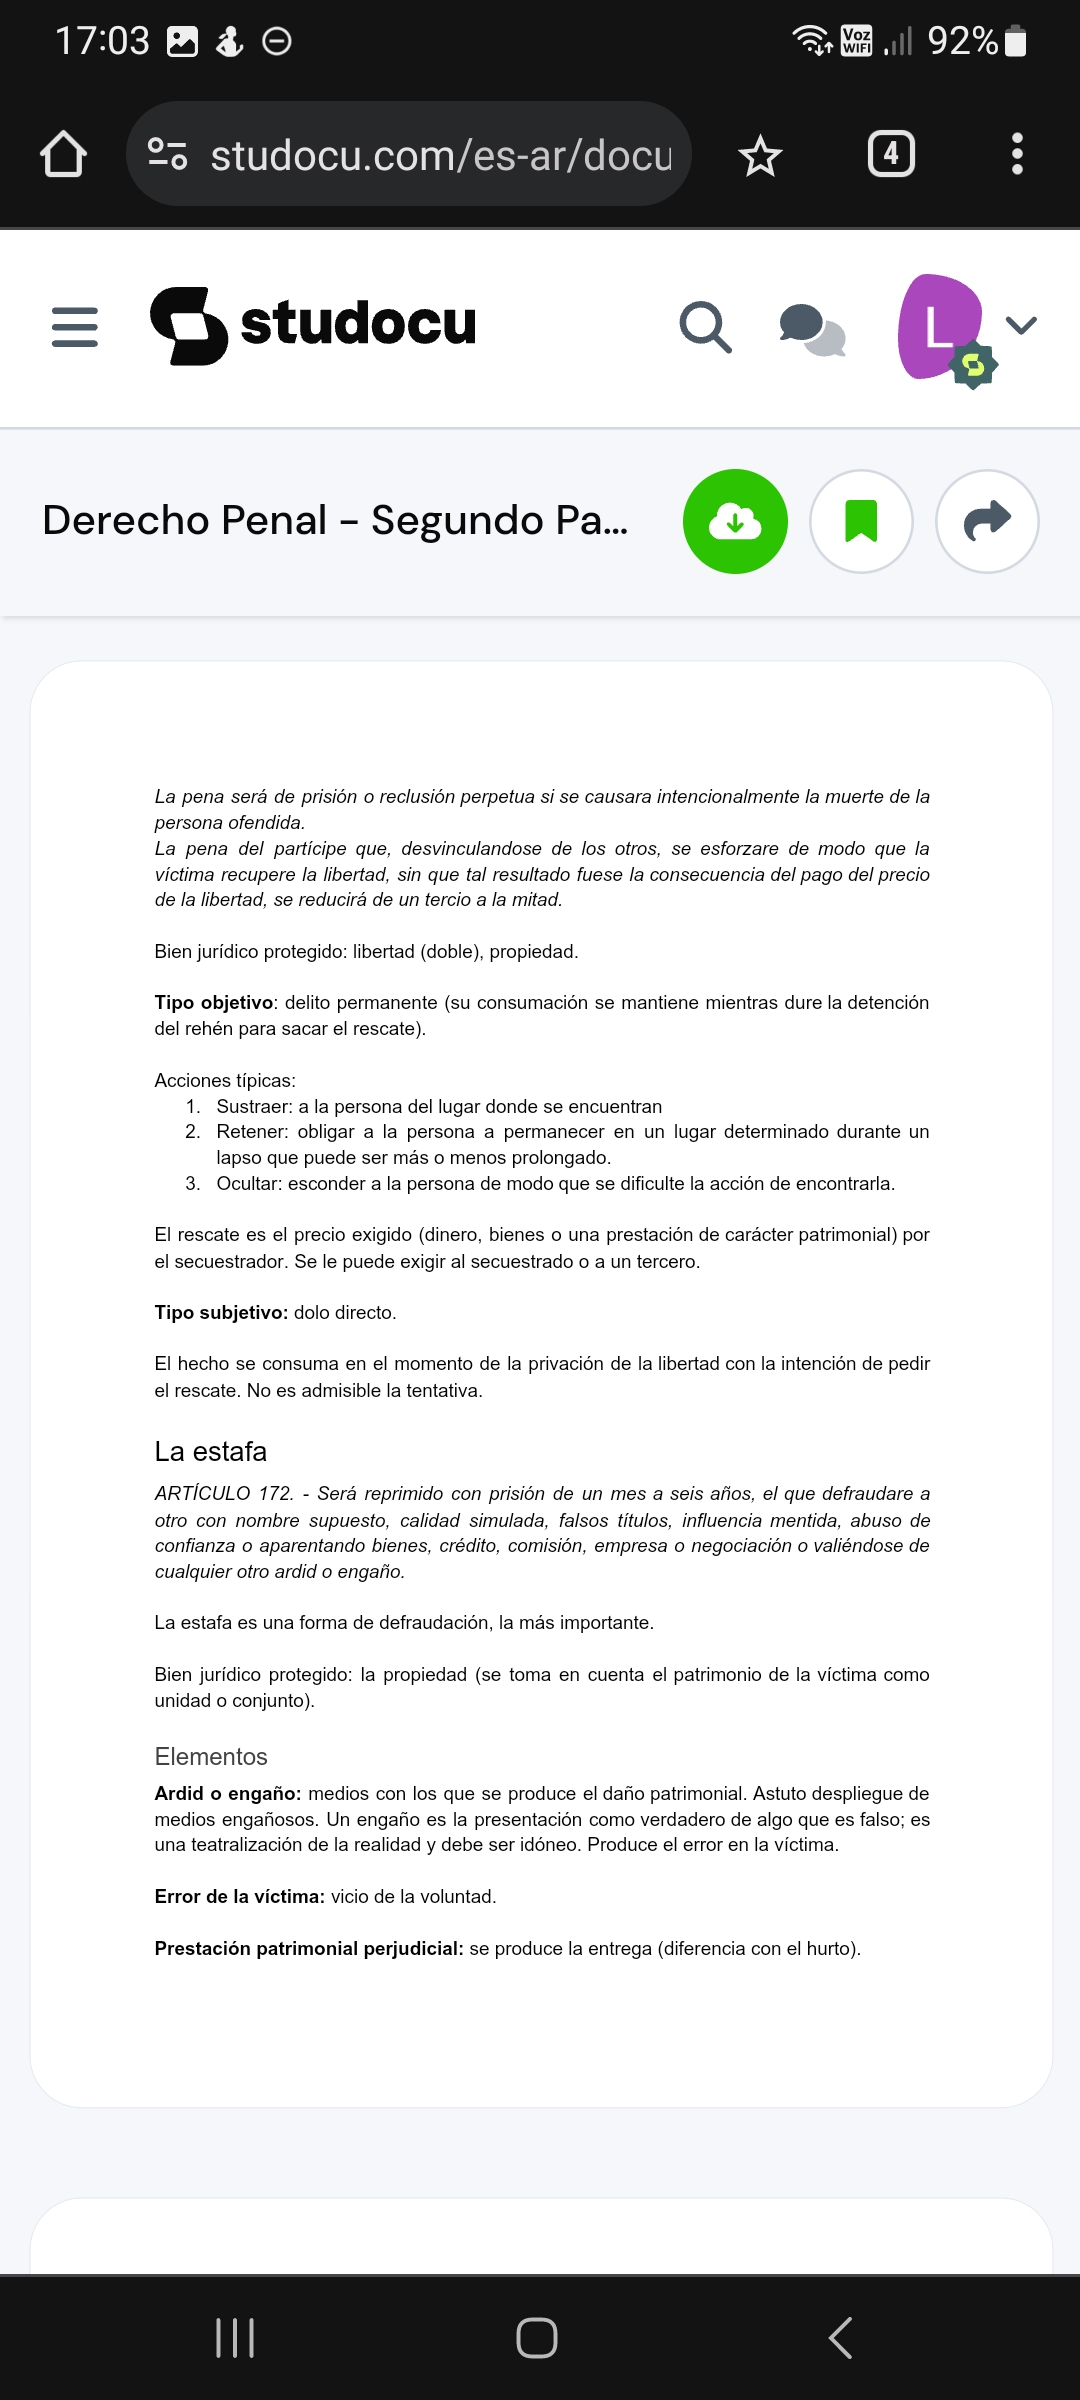 17:03
Voz
WIFI
92%
studocu.com/es-ar/docu
4
studocu
L
Derecho Penal - Segundo Pa...
La pena será de prisión o reclusión perpetua si se causara intencionalmente la muerte de la
persona ofendida.
La pena del partícipe que, desvinculandose de los otros, se esforzare de modo que la
víctima recupere la libertad, sin que tal resultado fuese la consecuencia del pago del precio
de la libertad, se reducirá de un tercio a la mitad.
Bien jurídico protegido: libertad (doble), propiedad.
Tipo objetivo: delito permanente (su consumación se mantiene mientras dure la detención
del rehén para sacar el rescate).
Acciones típicas:
1. Sustraer: a la persona del lugar donde se encuentran
2. Retener: obligar a la persona a permanecer en un lugar determinado durante un
lapso que puede ser más o menos prolongado.
3. Ocultar: esconder a la persona de modo que se dificulte la acción de encontrarla.
El rescate es el precio exigido (dinero, bienes o una prestación de carácter patrimonial) por
el secuestrador. Se le puede exigir al secuestrado o a un tercero.
Tipo subjetivo: dolo directo.
El hecho se consuma en el momento de la privación de la libertad con la intención de pedir
el rescate. No es admisible la tentativa.
La estafa
ARTÍCULO 172. - Será reprimido con prisión de un mes a seis años, el que defraudare a
otro con nombre supuesto, calidad simulada, falsos títulos, influencia mentida, abuso de
confianza o aparentando bienes, crédito, comisión, empresa o negociación o valiéndose de
cualquier otro ardid o engaño.
La estafa es una forma de defraudación, la más importante.
Bien jurídico protegido: la propiedad (se toma en cuenta el patrimonio de la víctima como
unidad o conjunto).
Elementos
Ardid o engaño: medios con los que se produce el daño patrimonial. Astuto despliegue de
medios engañosos. Un engaño es la presentación como verdadero de algo que es falso; es
una teatralización de la realidad y debe ser idóneo. Produce el error en la víctima.
Error de la víctima: vicio de la voluntad.
Prestación patrimonial perjudicial: se produce la entrega (diferencia con el hurto).